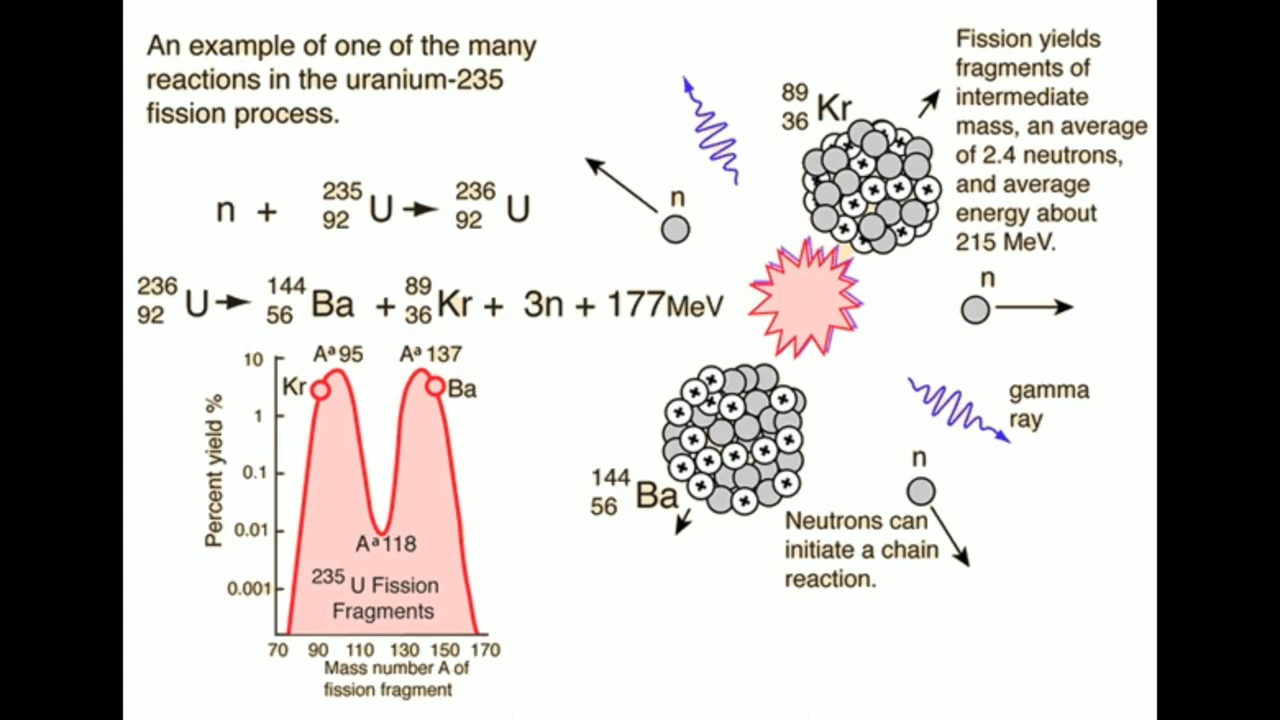 An example of one of the many
reactions in the uranium-235
fission process.
n + 235 92 U → 236 92 U
236 92 U → 144 56 Ba + 89 36 Kr + 3n + 177MeV
89
36 Kr
Fission yields
fragments of
intermediate
mass, an average
of 2.4 neutrons,
and average
energy about
215 MeV.
n
n
gamma
ray
n
144
56 Ba
Neutrons can
initiate a chain
reaction.
Aª95 Aª137
Kr Ba
Percent yield %
10
1
0.1
0.01
0.001
Aª118
235 U Fission
Fragments
70 90 110 130 150 170
Mass number A of
fission fragment